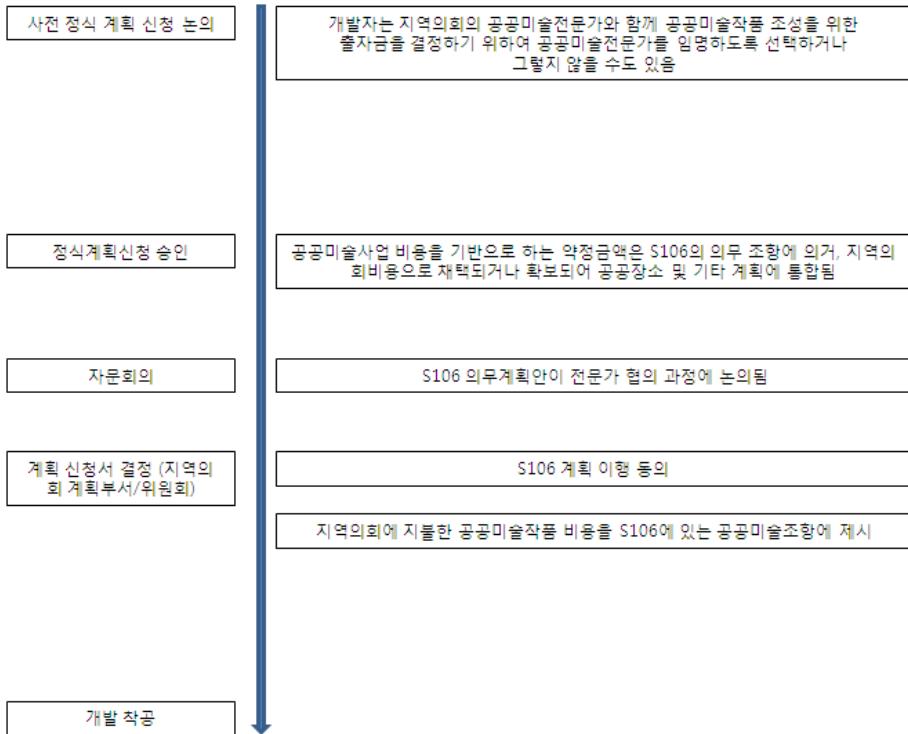 사전 정식 계획 신청 논의
개발자는 지역의회의 공공미술전문가와 함께 공공미술작품 조성을 위한
출자금을 결정하기 위하여 공공미술전문가를 임명하도록 선택하거나
그렇지 않을 수도 있음
정식계획신청 승인
공공미술사업 비용을 기반으로 하는 약정금액은 S106의 의무 조항에 의거, 지역의
회비용으로 채택되거나 확보되어 공공장소 및 기타 계획에 통합됨
자문회의
S106 의무계획안이 전문가 협의 과정에 논의됨
계획 신청서 결정 (지역의
회 계획부서/위원회)
S106 계획 이행 동의
지역의회에 지불한 공공미술작품 비용을 S106에 있는 공공미술조항에 제시
개발 착공